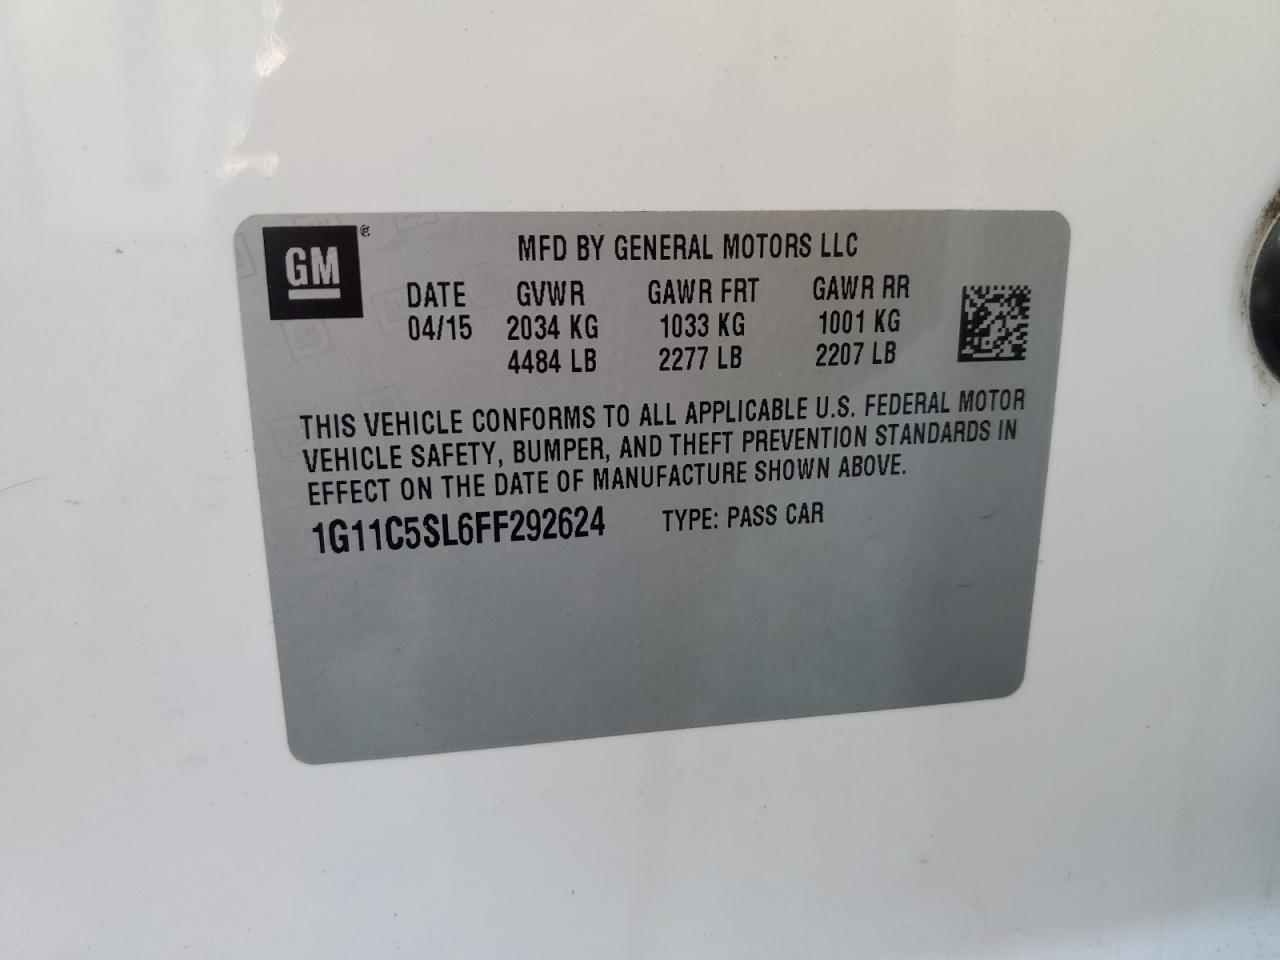 GM®
MFD BY GENERAL MOTORS LLC
DATE GVWR GAWR FRT GAWR RR
04/15 2034 KG 1033 KG 1001 KG
4484 LB 2277 LB 2207 LB
THIS VEHICLE CONFORMS TO ALL APPLICABLE U.S. FEDERAL MOTOR
VEHICLE SAFETY, BUMPER, AND THEFT PREVENTION STANDARDS IN
EFFECT ON THE DATE OF MANUFACTURE SHOWN ABOVE.
1G11C5SL6FF292624 TYPE: PASS CAR